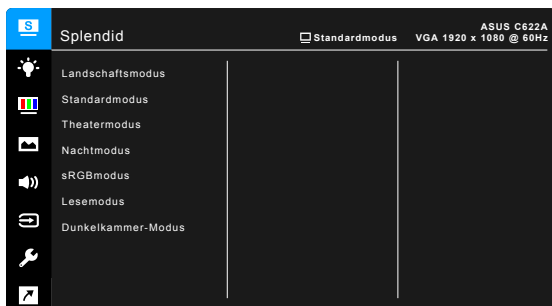 S
Splendid
Standardmodus
ASUS C622A
VGA 1920 x 1080 @ 60Hz
Landschaftsmodus
Standardmodus
Theatermodus
Nachtmodus
sRGBmodus
Lesemodus
Dunkelkammer-Modus